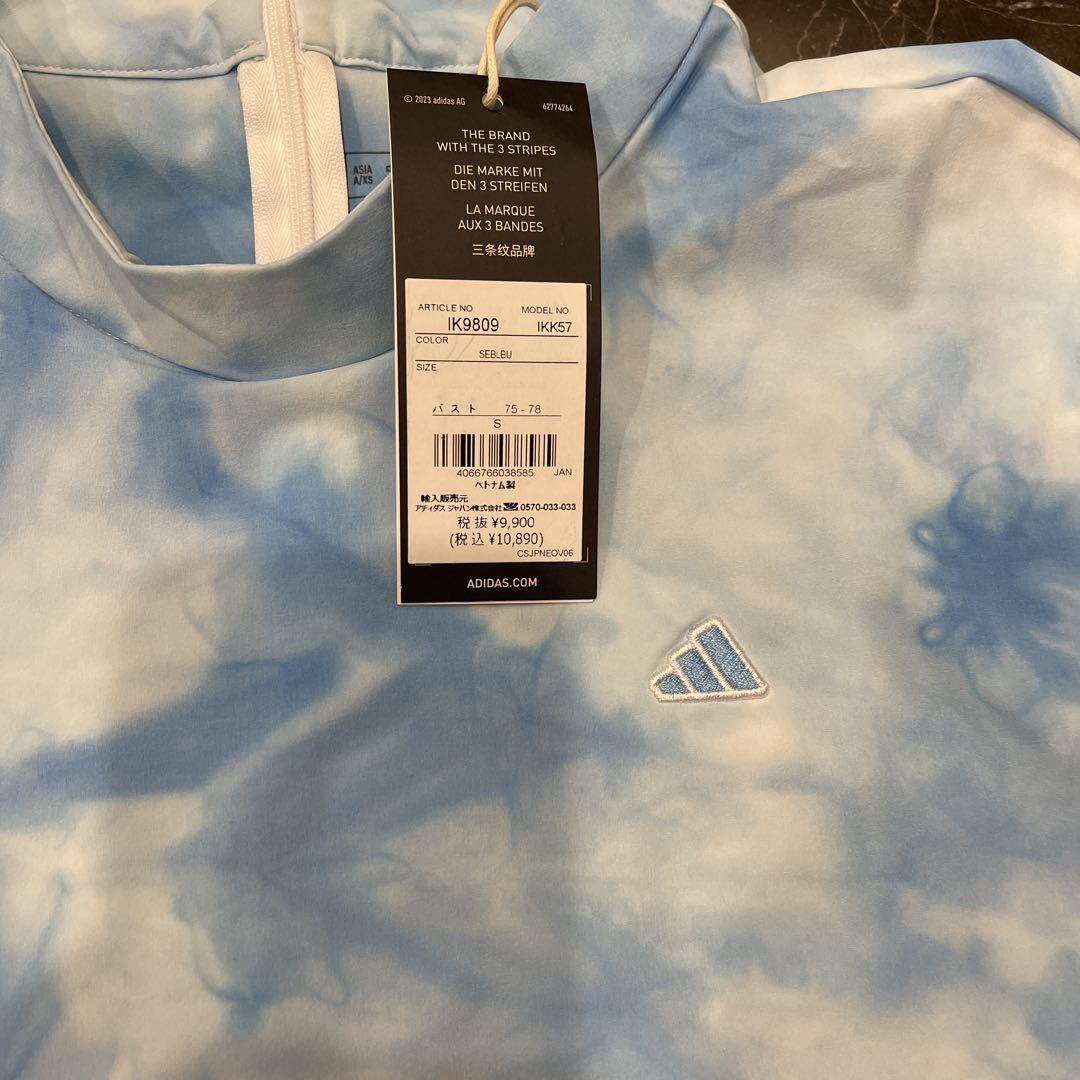 ASIA
A/XS
© 2023 adidas AG 62774264
THE BRAND
WITH THE 3 STRIPES
DIE MARKE MIT
DEN 3 STREIFEN
LA MARQUE
AUX 3 BANDES
三条纹品牌
ARTICLE NO MODEL NO
IK9809 IKK57
COLOR
SEBLBU
SIZE
バスト 75 - 78
S
4066766038585 JAN
ベトナム製
輸入販売元
アディダス ジャパン株式会社 0570-033-033
税抜 ¥9,900
(税込 ¥10,890)
CSJPNEOV06
ADIDAS.COM